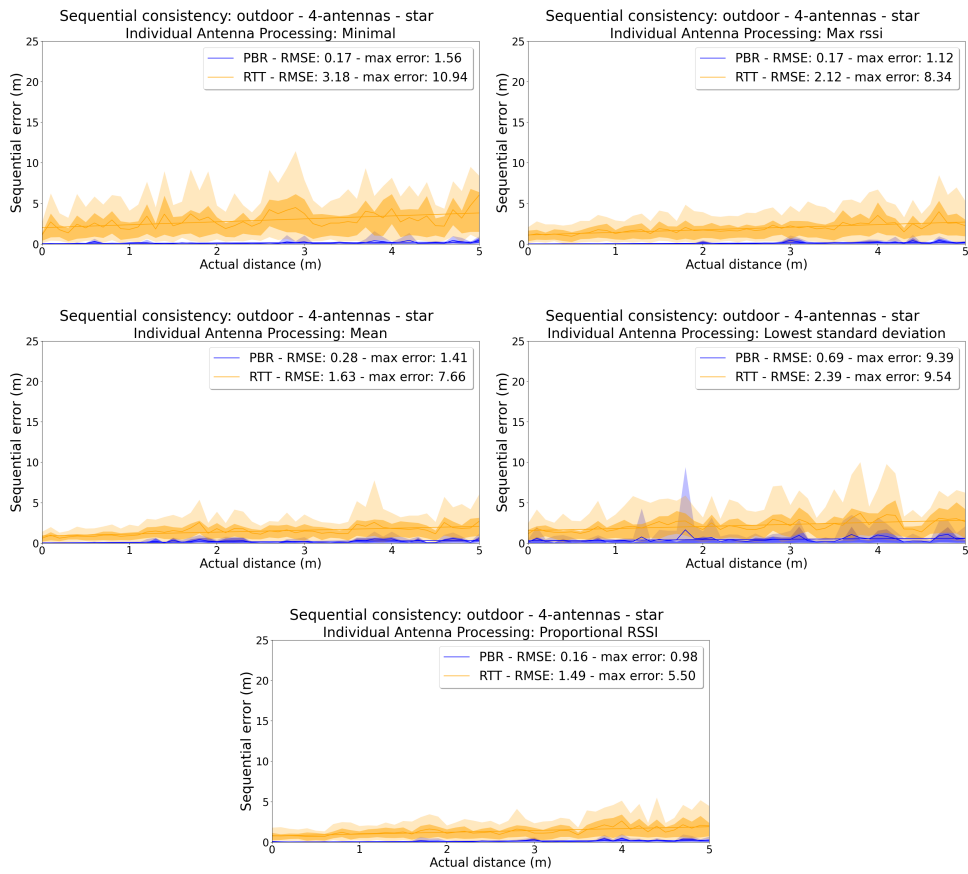 Sequential consistency: outdoor - 4-antennas - star
Individual Antenna Processing: Minimal
PBR - RMSE: 0.17 - max error: 1.56
RTT - RMSE: 3.18 - max error: 10.94
Sequential error (m)
25
20
15
10
5
0
0 1 2 3 4 5
Actual distance (m)
Sequential consistency: outdoor - 4-antennas - star
Individual Antenna Processing: Max rssi
PBR - RMSE: 0.17 - max error: 1.12
RTT - RMSE: 2.12 - max error: 8.34
Sequential error (m)
25
20
15
10
5
0
0 1 2 3 4 5
Actual distance (m)
Sequential consistency: outdoor - 4-antennas - star
Individual Antenna Processing: Mean
PBR - RMSE: 0.28 - max error: 1.41
RTT - RMSE: 1.63 - max error: 7.66
Sequential error (m)
25
20
15
10
5
0
0 1 2 3 4 5
Actual distance (m)
Sequential consistency: outdoor - 4-antennas - star
Individual Antenna Processing: Lowest standard deviation
PBR - RMSE: 0.69 - max error: 9.39
RTT - RMSE: 2.39 - max error: 9.54
Sequential error (m)
25
20
15
10
5
0
0 1 2 3 4 5
Actual distance (m)
Sequential consistency: outdoor - 4-antennas - star
Individual Antenna Processing: Proportional RSSI
PBR - RMSE: 0.16 - max error: 0.98
RTT - RMSE: 1.49 - max error: 5.50
Sequential error (m)
25
20
15
10
5
0
0 1 2 3 4 5
Actual distance (m)